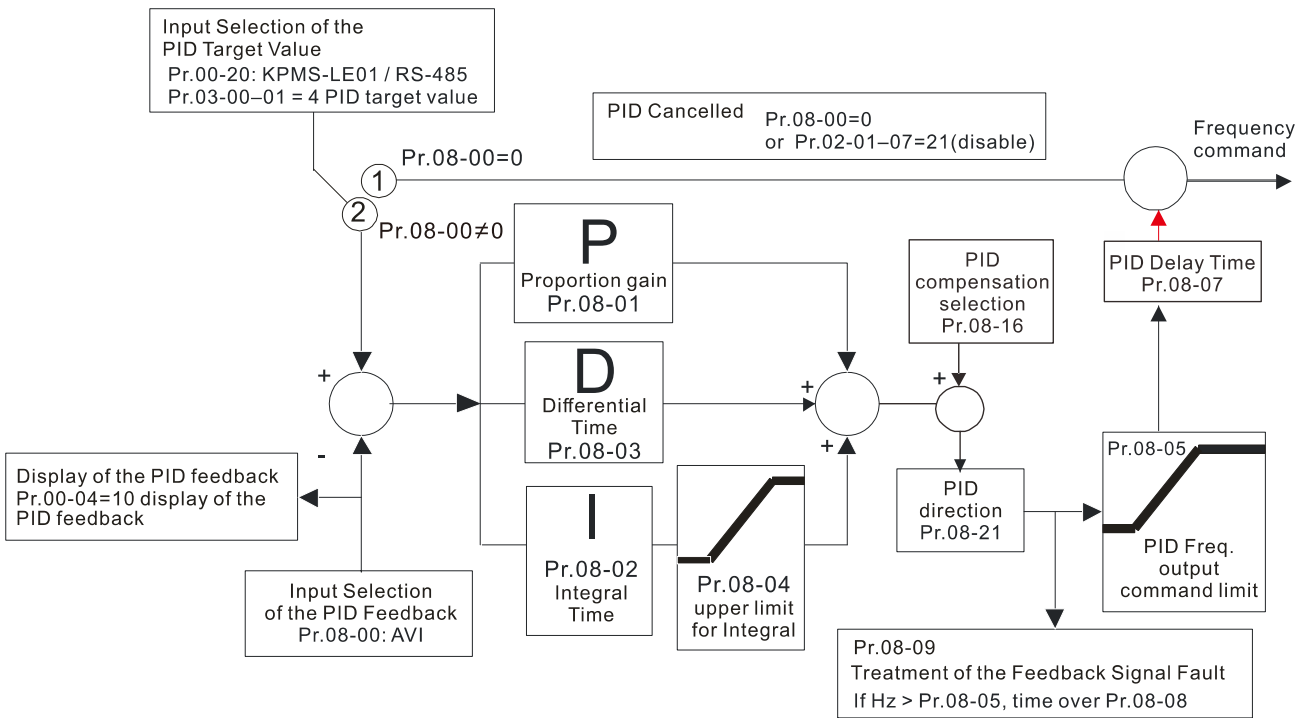 Input Selection of the
PID Target Value
Pr.00-20: KPMS-LE01 / RS-485
Pr.03-00–01 = 4 PID target value
PID Cancelled
Pr.08-00=0
or Pr.02-01–07=21(disable)
Frequency
command
1
Pr.08-00=0
2
Pr.08-00≠0
P
Proportion gain
Pr.08-01
PID
compensation
selection
Pr.08-16
PID Delay Time
Pr.08-07
+
-
D
Differential
Time
Pr.08-03
+
+
+
Display of the PID feedback
Pr.00-04=10 display of the
PID feedback
I
Pr.08-02
Integral
Time
Pr.08-04
upper limit
for Integral
PID
direction
Pr.08-21
Pr.08-05
PID Freq.
output
command limit
Input Selection
of the PID Feedback
Pr.08-00: AVI
Pr.08-09
Treatment of the Feedback Signal Fault
If Hz > Pr.08-05, time over Pr.08-08